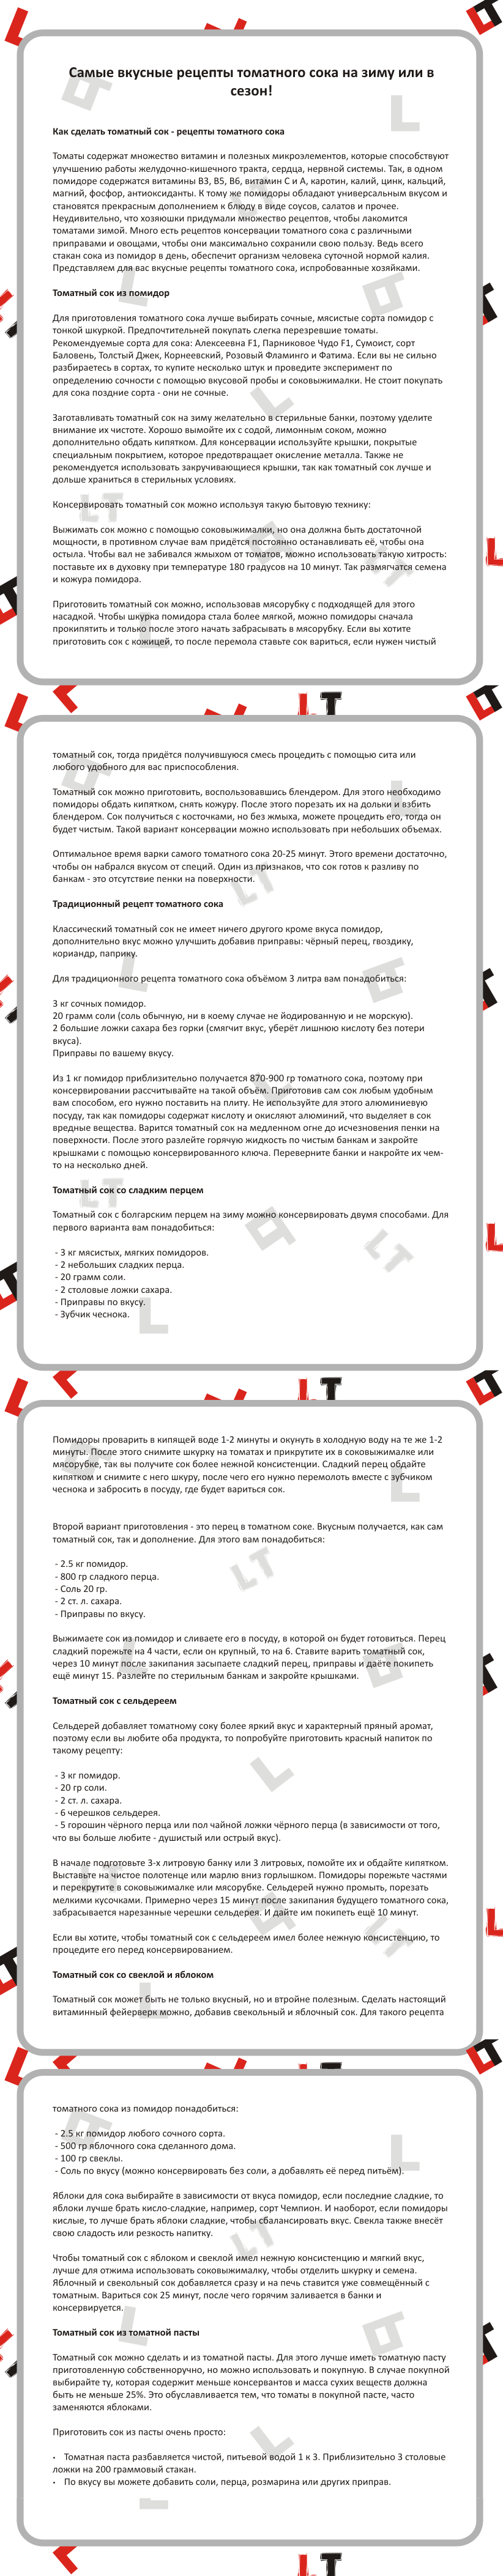 Самые вкусные рецепты томатного сока на зиму или в
сезон!
Как сделать томатный сок - рецепты томатного сока
Томаты содержат множество витамин и полезных микроэлементов, которые способствуют
улучшению работы желудочно-кишечного тракта, сердца, нервной системы. Так, в одном
помидоре содержатся витамины В3, В5, В6, витамин С и А, каротин, калий, цинк, кальций,
магний, фосфор, антиоксиданты. К тому же, помидоры обладают универсальным вкусом и
становятся прекрасным дополнением к блюду, в виде соусов, салатов и прочее.
Неудивительно, что хозяюшки придумали множество рецептов, чтобы лакомится
томатами зимой. Много есть рецептов консервации томатного сока с различными
приправами и овощами, чтобы они максимально сохранили свою пользу. Ведь всего
стакан сока из помидор в день, обеспечит организм человека суточной нормой калия.
Представляем для вас вкусные рецепты томатного сока, испробованные хозяйками.
Томатный сок из помидор
Для приготовления томатного сока лучше выбирать сочные, мясистые сорта помидор с
тонкой шкуркой. Предпочтительней покупать слегка перезревшие томаты.
Рекомендуемые сорта для сока: Алексеевна F1, Парниковое Чудо F1, Сумоист, сорт
Баловень, Толстый Джек, Корнеевский, Розовый Фламинго и Фатима. Если вы не сильно
разбираетесь в сортах, то купите несколько штук и проведите эксперимент по
определению сочности с помощью вкусовой пробы и соковыжималки. Не стоит покупать
для сока поздние сорта - они не сочные.
Заготавливать томатный сок на зиму желательно в стерильные банки, поэтому уделите
внимание их чистоте. Хорошо вымойте их с содой, лимонным соком, можно
дополнительно обдать кипятком. Для консервации используйте крышки, покрытые
специальным покрытием, которое предотвращает окисление металла. Также не
рекомендуется использовать закручивающиеся крышки, так как томатный сок лучше и
дольше храниться в стерильных условиях.
Консервировать томатный сок можно используя такую бытовую технику:
Выжимать сок можно с помощью соковыжималки, но она должна быть достаточной
мощности, в противном случае вам придётся постоянно останавливать её, чтобы она
остыла. Чтобы вал не забивался жмыхом от томатов, можно использовать такую хитрость:
поставьте их в духовку при температуре 180 градусов на 10 минут. Так размягчатся семена
и кожура помидора.
Приготовить томатный сок можно, использовав мясорубку с подходящей для этого
насадкой. Чтобы шкурка помидора стала более мягкой, можно помидоры сначала
прокипятить и только после этого начать забрасывать в мясорубку. Если вы хотите
приготовить сок с кожицей, то после перемола ставьте сок вариться, если нужен чистый
томатный сок, тогда придётся получившуюся смесь процедить с помощью сита или
любого удобного для вас приспособления.
Томатный сок можно приготовить, воспользовавшись блендером. Для этого необходимо
помидоры обдать кипятком, снять кожуру. После этого порезать их на дольки и взбить
блендером. Сок получиться с косточками, но без жмыха, можете процедить его, тогда он
будет чистым. Такой вариант консервации можно использовать при небольших объемах.
Оптимальное время варки самого томатного сока 20-25 минут. Этого времени достаточно,
чтобы он набрался вкусом от специй. Один из признаков, что сок готов к разливу по
банкам - это отсутствие пенки на поверхности.
Традиционный рецепт томатного сока
Классический томатный сок не имеет ничего другого кроме вкуса помидор,
дополнительно вкус можно улучшить добавив приправы: чёрный перец, гвоздику,
кориандр, паприку.
Для традиционного рецепта томатного сока объёмом 3 литра вам понадобиться:
3 кг сочных помидор.
20 грамм соли (соль обычную, ни в коему случае не йодированную и не морскую).
2 большие ложки сахара без горки (смягчит вкус, уберёт лишнюю кислоту без потери
вкуса).
Приправы по вашему вкусу.
Из 1 кг помидор приблизительно получается 870-900 гр томатного сока, поэтому при
консервировании рассчитывайте на такой объём. Приготовив сам сок любым удобным
вам способом, его нужно поставить на плиту. Не используйте для этого алюминиевую
посуду, так как помидоры содержат кислоту и окисляют алюминий, что выделяет в сок
вредные вещества. Варится томатный сок на медленном огне до исчезновения пенки на
поверхности. После этого разлейте горячую жидкость по чистым банкам и закройте
крышками с помощью консервированного ключа. Переверните банки и накройте их чем-
то на несколько дней.
Томатный сок со сладким перцем
Томатный сок с болгарским перцем на зиму можно консервировать двумя способами. Для
первого варианта вам понадобиться:
- 3 кг мясистых, мягких помидоров.
- 2 небольших сладких перца.
- 20 грамм соли.
- 2 столовые ложки сахара.
- Приправы по вкусу.
- Зубчик чеснока.
Помидоры проварить в кипящей воде 1-2 минуты и окунуть в холодную воду на те же 1-2
минуты. После этого снимите шкурку на томатах и прикрутите их в соковыжималке или
мясорубке, так вы получите сок более нежной консистенции. Сладкий перец обдайте
кипятком и снимите с него шкуру, после чего его нужно перемолоть вместе с зубчиком
чеснока и забросить в посуду, где будет вариться сок.
Второй вариант приготовления - это перец в томатном соке. Вкусным получается, как сам
томатный сок, так и дополнение. Для этого вам понадобиться:
- 2.5 кг помидор.
- 800 гр сладкого перца.
- Соль 20 гр.
- 2 ст. л. сахара.
- Приправы по вкусу.
Выжимаете сок из помидор и сливаете его в посуду, в которой он будет готовиться. Перец
сладкий порежьте на 4 части, если он крупный, то на 6. Ставите варить томатный сок,
через 10 минут после закипания засыпаете сладкий перец, приправы и даёте покипеть
ещё минут 15. Разлейте по стерильным банкам и закройте крышками.
Томатный сок с сельдереем
Сельдерей добавляет томатному соку более яркий вкус и характерный пряный аромат,
поэтому если вы любите оба продукта, то попробуйте приготовить красный напиток по
такому рецепту:
- 3 кг помидор.
- 20 гр соли.
- 2 ст. л. сахара.
- 6 черешков сельдерея.
- 5 горошин чёрного перца или пол чайной ложки чёрного перца (в зависимости от того,
что вы больше любите - душистый или острый вкус).
В начале подготовьте 3-х литровую банку или 3 литровых, помойте их и обдайте кипятком.
Выставьте на чистое полотенце или марлю вниз горлышком. Помидоры порежьте частями
и перекрутите в соковыжималке или мясорубке. Сельдерей нужно промыть, порезать
мелкими кусочками. Примерно через 15 минут после закипания будущего томатного сока,
забрасывается нарезанные черешки сельдерея. И дайте им покипеть ещё 10 минут.
Если вы хотите, чтобы томатный сок с сельдереем имел более нежную консистенцию, то
процедите его перед консервированием.
Томатный сок со свеклой и яблоком
Томатный сок может быть не только вкусный, но и втройне полезным. Сделать настоящий
витаминный фейерверк можно, добавив свекольный и яблочный сок. Для такого рецепта
томатного сока из помидор понадобиться:
- 2.5 кг помидор любого сочного сорта.
- 500 гр яблочного сока сделанного дома.
- 100 гр свеклы.
- Соль по вкусу (можно консервировать без соли, а добавлять её перед питьём).
Яблоки для сока выбирайте в зависимости от вкуса помидор, если последние сладкие, то
яблоки лучше брать кисло-сладкие, например, сорт Чемпион. И наоборот, если помидоры
кислые, то лучше брать яблоки сладкие, чтобы сбалансировать вкус. Свекла также внесёт
свою сладость или резкость напитку.
Чтобы томатный сок с яблоком и свеклой имел нежную консистенцию и мягкий вкус,
лучше для отжима использовать соковыжималку, чтобы отделить шкурку и семена.
Яблочный и свекольный сок добавляется сразу и на печь ставится уже совмещённый с
томатным. Вариться сок 25 минут, после чего горячим заливается в банки и
консервируется.
Томатный сок из томатной пасты
Томатный сок можно сделать и из томатной пасты. Для этого лучше иметь томатную пасту
приготовленную собственноручно, но можно использовать и покупную. В случае покупной
выбирайте ту, которая содержит меньше консервантов и масса сухих веществ должна
быть не меньше 25%. Это обуславливается тем, что томаты в покупной пасте, часто
заменяются яблоками.
Приготовить сок из пасты очень просто:
• Томатная паста разбавляется чистой, питьевой водой 1 к 3. Приблизительно 3 столовые
ложки на 200 граммовый стакан.
• По вкусу вы можете добавить соли, перца, розмарина или других приправ.